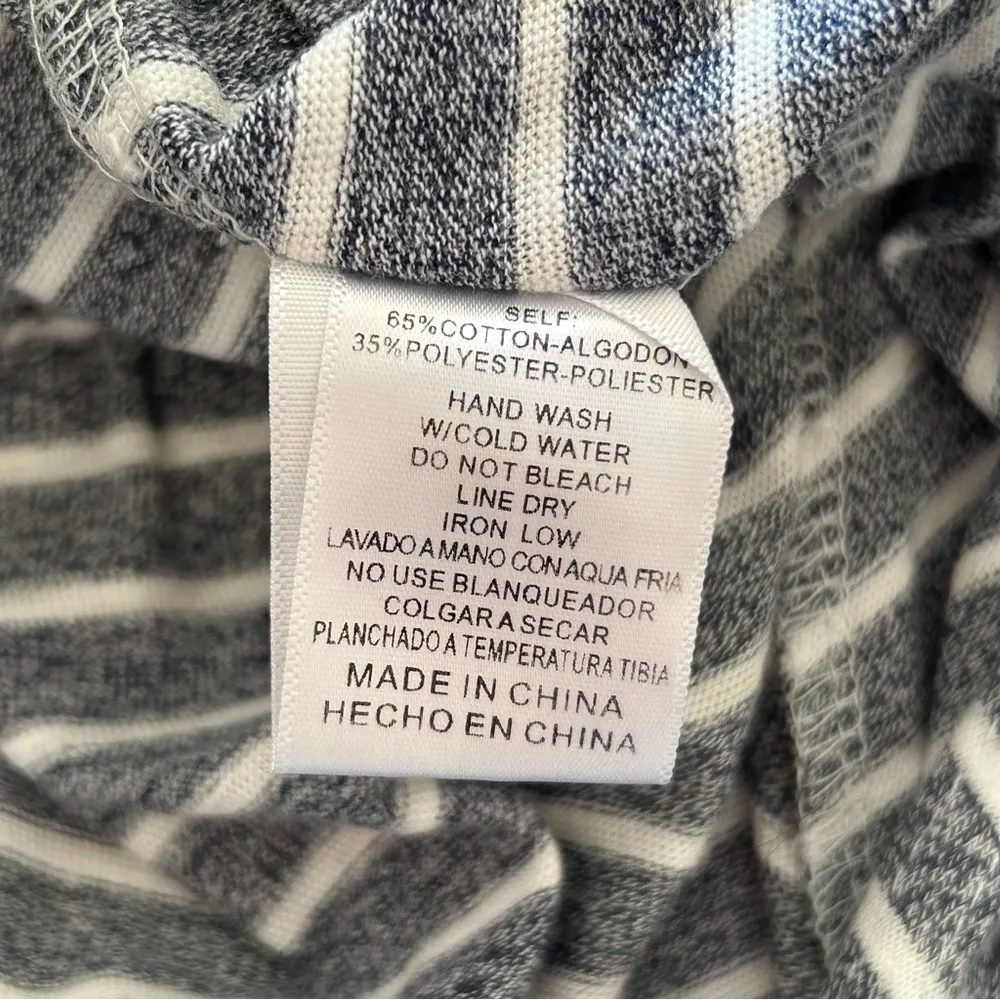 SELF:
65%COTTON-ALGODON
35%POLYESTER-POLIESTER
HAND WASH
W/COLD WATER
DO NOT BLEACH
LINE DRY
IRON LOW
LAVADO A MANO CON AQUA FRIA
NO USE BLANQUEADOR
COLGAR A SECAR
PLANCHADO A TEMPERATURA TIBIA
MADE IN CHINA
HECHO EN CHINA